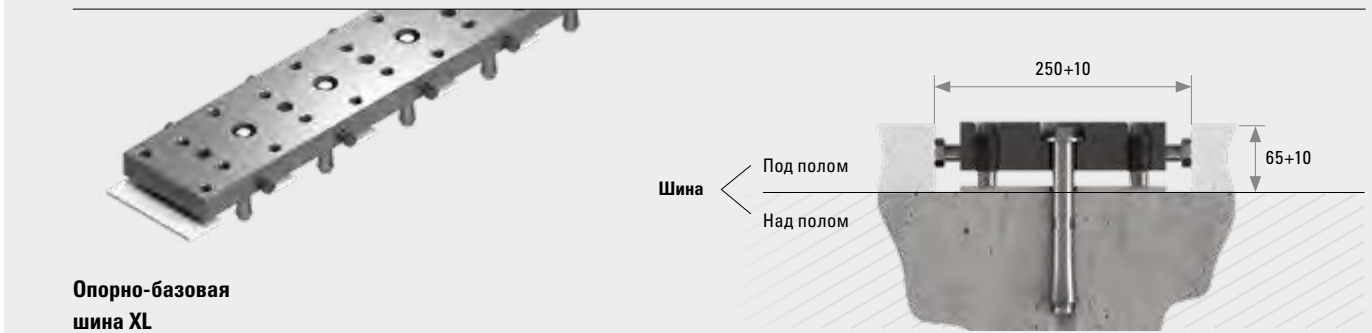 250+10
65+10
Под полом
Шина
Над полом
Опорно-базовая
шина XL